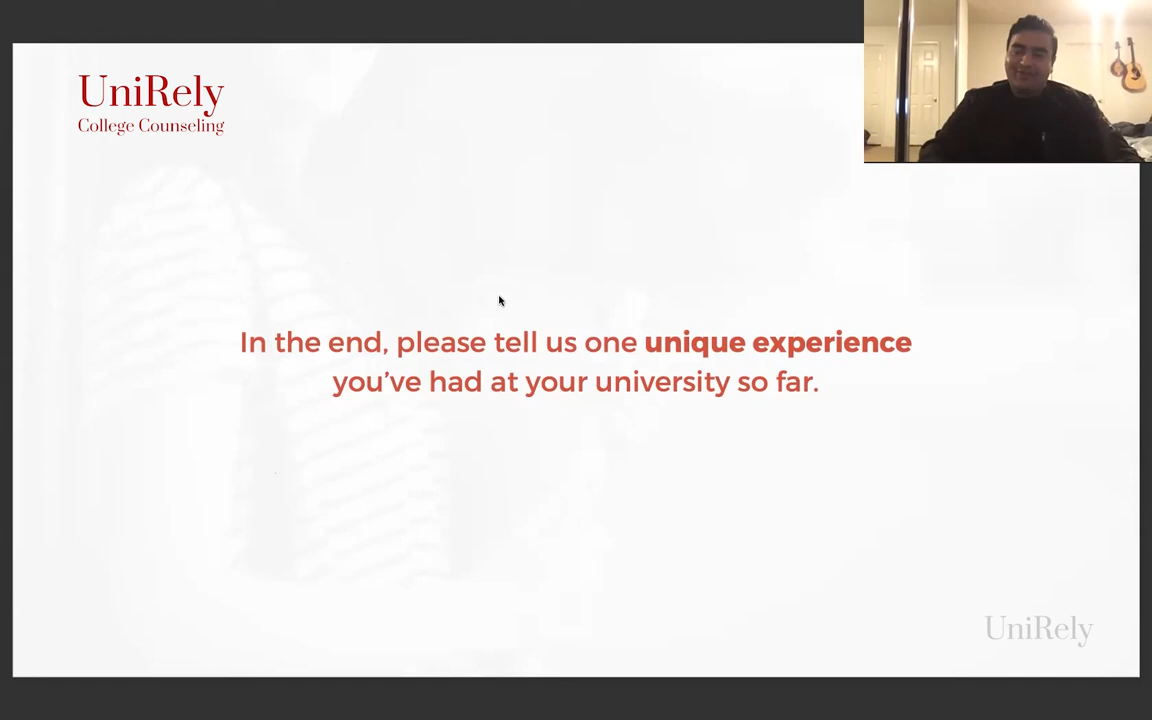 UniRely
College Counseling
In the end, please tell us one unique experience
you’ve had at your university so far.
UniRely